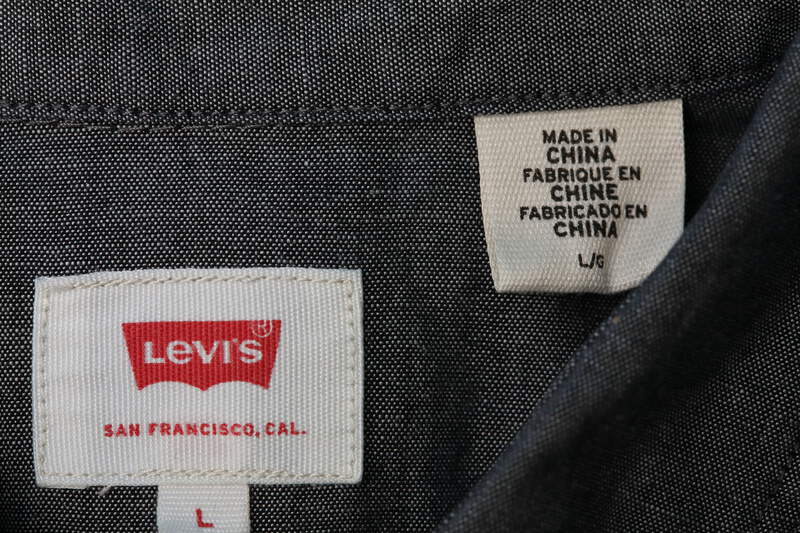 MADE IN
CHINA
FABRIQUE EN
CHINE
FABRICADO EN
CHINA
L/G
LEVI'S®
SAN FRANCISCO, CAL.
L